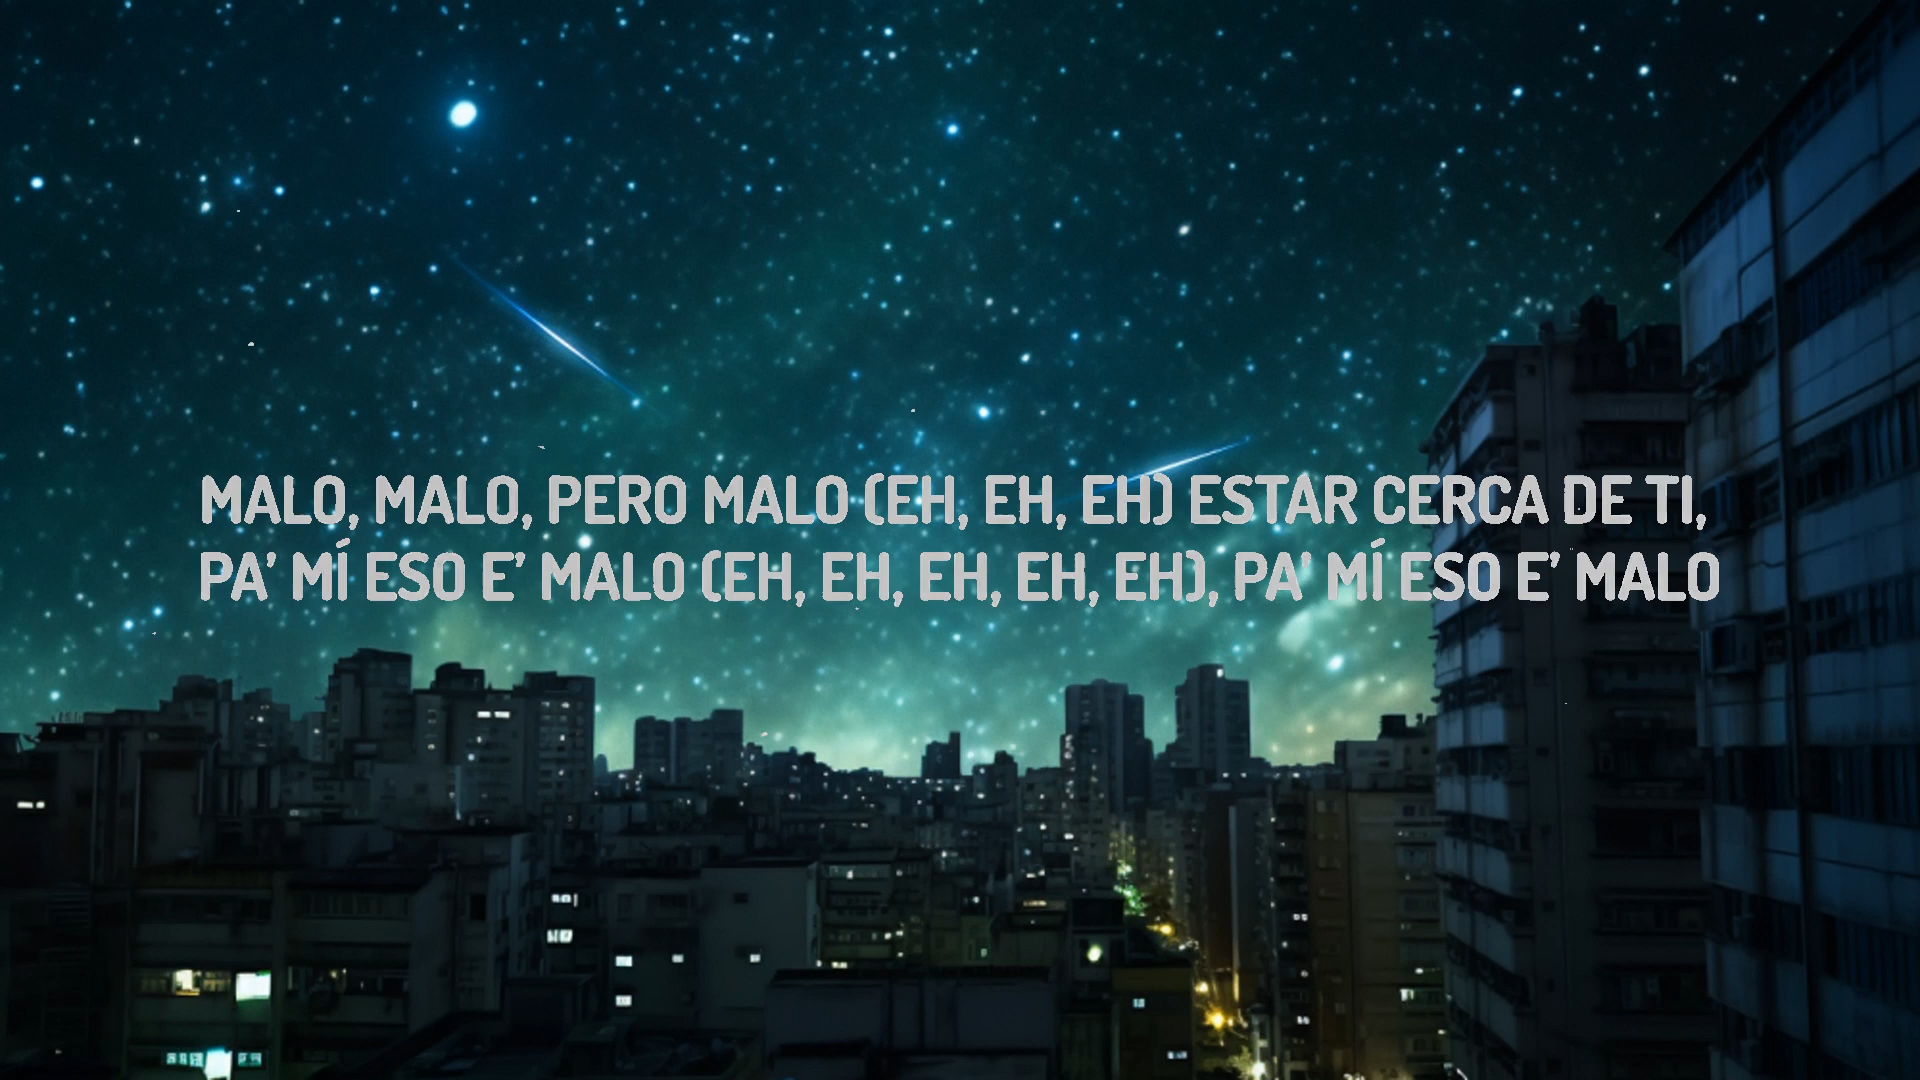 MALO, MALO, PERO MALO (EH, EH, EH) ESTAR CERCA DE TI,
PA’ MÍ ESO E’ MALO (EH, EH, EH, EH, EH), PA' MÍ ESO E’ MALO